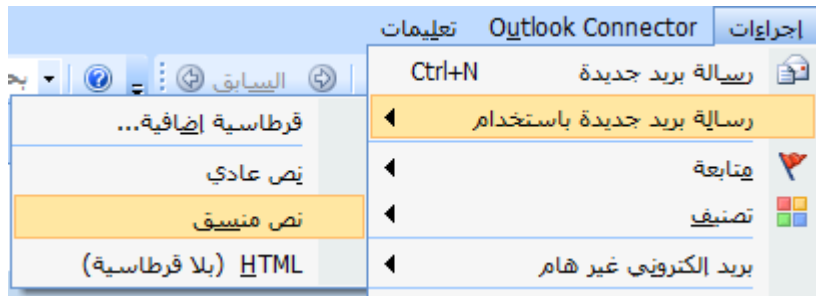 إجراءات Outlook Connector تعليمات
رسالة بريد جديدة Ctrl+N
السابق
رسالة بريد جديدة باستخدام
قرطاسية إضافية...
متابعة
نص عادي
تصنيف
نص منسق
بريد إلكتروني غير هام
HTML (بلا قرطاسية)